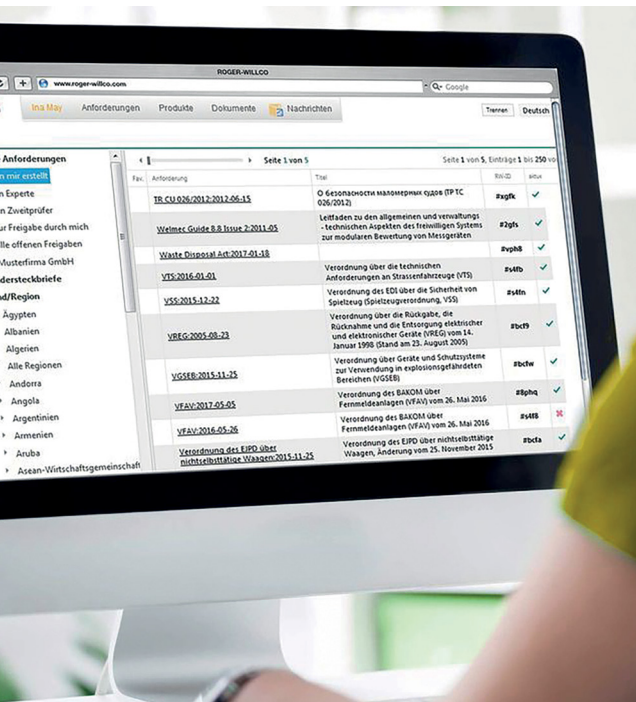 ROGER-WILLCO
www.roger-willco.com
Google
Ina May Anforderungen Produkte Dokumente Nachrichten
Trennen Deutsch
Anforderungen
n mir erstellt
n Experte
n Zweitprüfer
ur Freigabe durch mich
lle offenen Freigaben
Musterfirma GmbH
dersteckbriefe
nd/Region
Ägypten
Albanien
Algerien
Alle Regionen
Andorra
Angola
Argentinien
Armenien
Aruba
Asean-Wirtschaftsgemeinschaft
Seite 1 von 5
Seite 1 von 5, Einträge 1 bis 250 vo
Fav. Anforderung Titel RW-ID aktue
TR CU 026/2012:2012-06-15
О безопасности маломерных судов (ТР ТС
026/2012)
#xgfk
Welmec Guide 8.8 Issue 2:2011-05
Leitfaden zu den allgemeinen und verwaltungs
- technischen Aspekten des freiwilligen Systems
zur modularen Bewertung von Messgeräten
#2gfs
Waste Disposal Act:2017-01-18
#vph8
VTS:2016-01-01
Verordnung über die technischen
Anforderungen an Strassenfahrzeuge (VTS)
#s4fb
VSS:2015-12-22
Verordnung des EDI über die Sicherheit von
Spielzeug (Spielzeugverordnung, VSS)
#s4fn
VREG:2005-08-23
Verordnung über die Rückgabe, die
Rücknahme und die Entsorgung elektrischer
und elektronischer Geräte (VREG) vom 14.
Januar 1998 (Stand am 23. August 2005)
#bcf9
VGSEB:2015-11-25
Verordnung über Geräte und Schutzsysteme
zur Verwendung in explosionsgefährdeten
Bereichen (VGSEB)
#bcfw
VFAV:2017-05-05
Verordnung des BAKOM über
Fernmeldeanlagen (VFAV) vom 26. Mai 2016
#8phq
VFAV:2016-05-26
Verordnung des BAKOM über
Fernmeldeanlagen (VFAV) vom 26. Mai 2016
#s4f8
Verordnung des EJPD über
nichtselbsttätige Waagen:2015-11-25
Verordnung des EJPD über nichtselbsttätige
Waagen, Änderung vom 25. November 2015
#bcfa